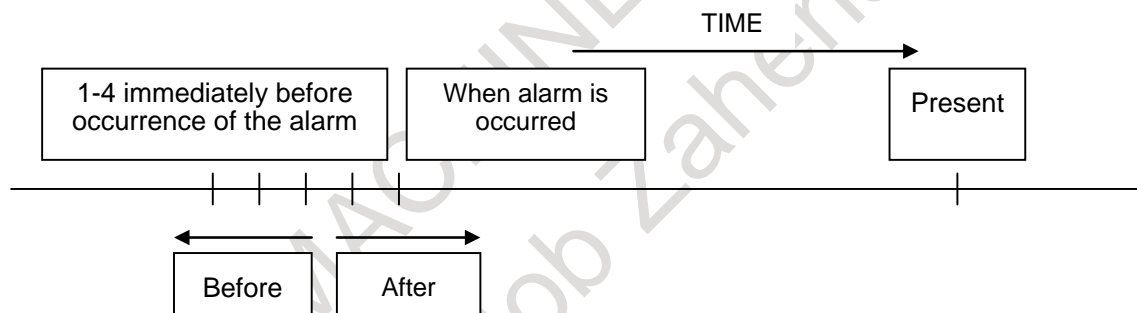 TIME
1-4 immediately before
occurrence of the alarm
When alarm is
occurred
Present
Before
After